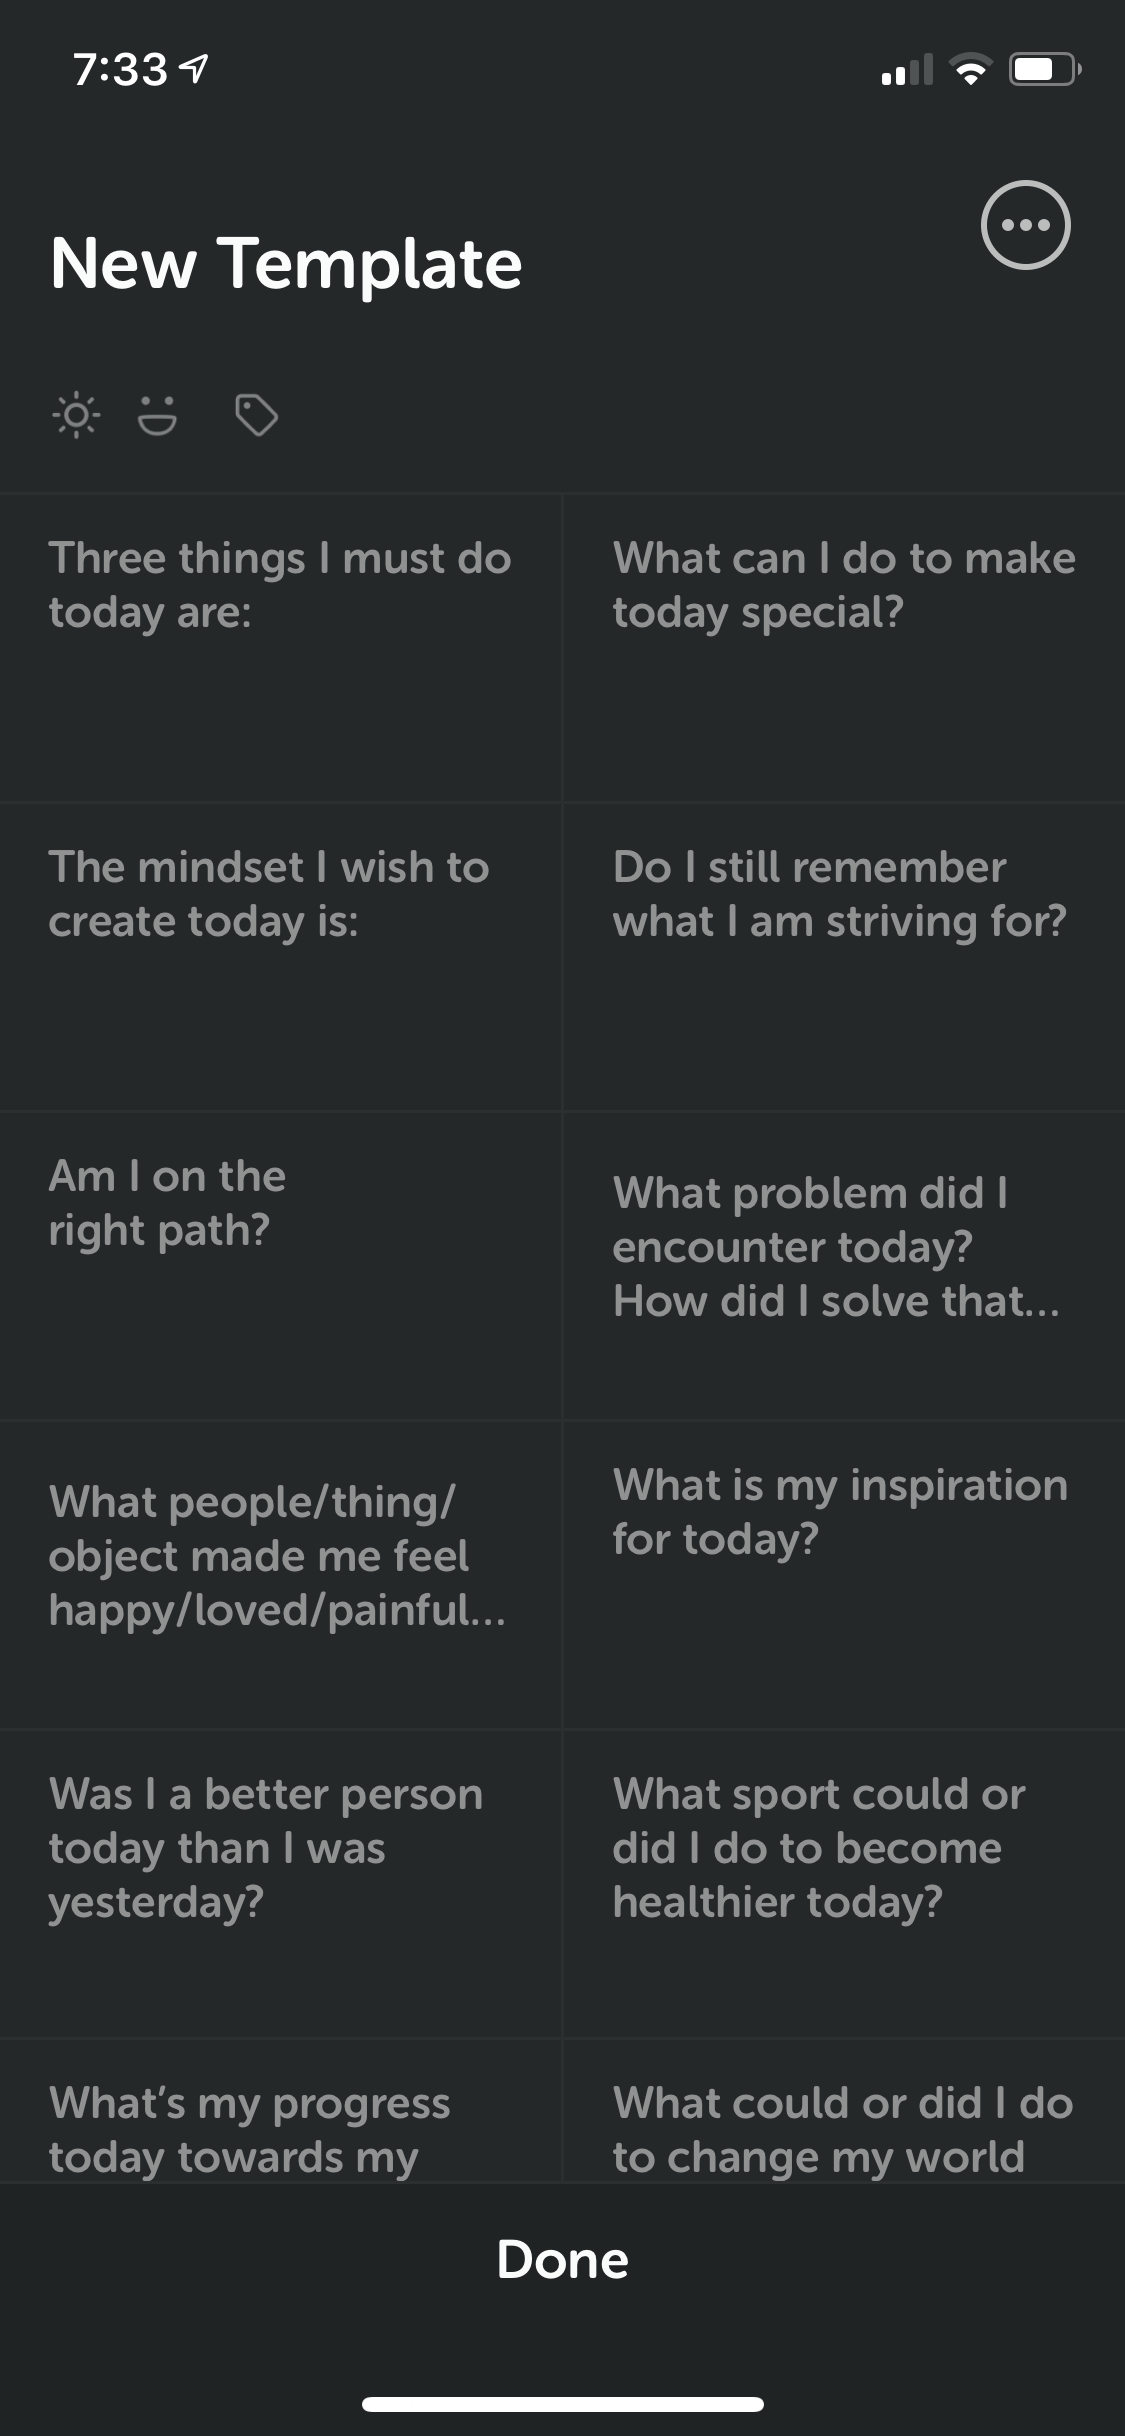 7:33
New Template
Three things I must do
today are:
What can I do to make
today special?
The mindset I wish to
create today is:
Do I still remember
what I am striving for?
Am I on the
right path?
What problem did I
encounter today?
How did I solve that...
What people/thing/
object made me feel
happy/loved/painful...
What is my inspiration
for today?
Was I a better person
today than I was
yesterday?
What sport could or
did I do to become
healthier today?
What’s my progress
today towards my
What could or did I do
to change my world
Done